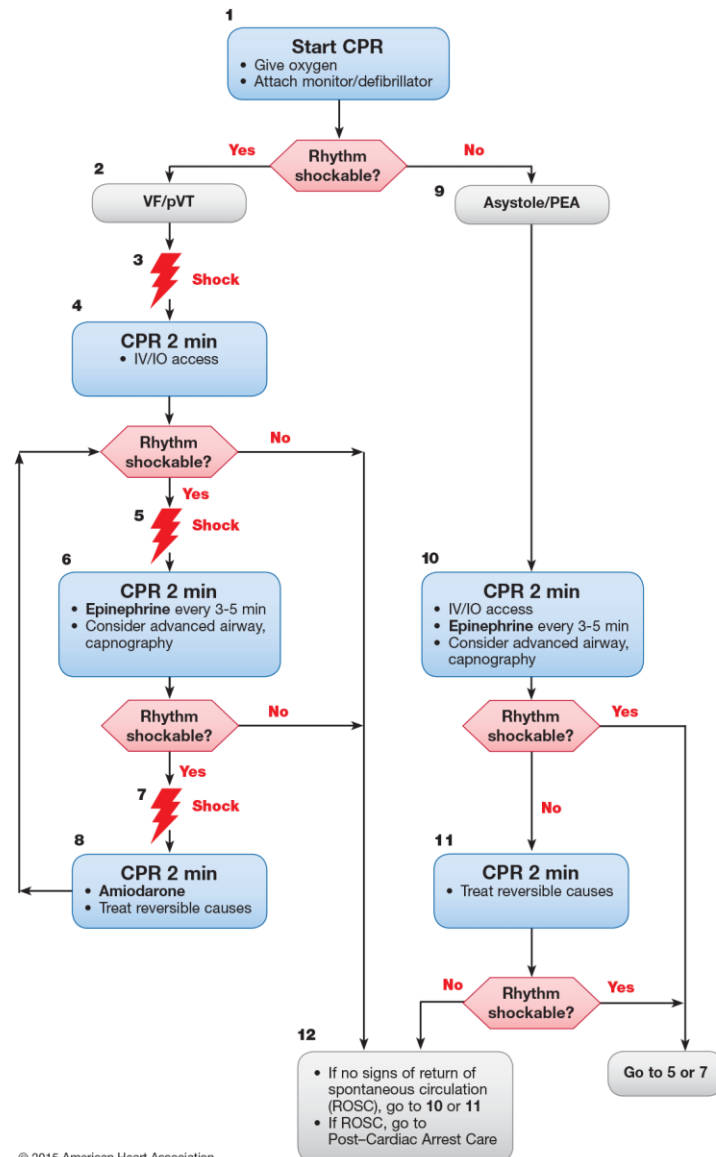 1
Start CPR
• Give oxygen
• Attach monitor/defibrillator
Rhythm
shockable?
Yes
No
2
VF/pVT
9
Asystole/PEA
3
Shock
4
CPR 2 min
• IV/IO access
Rhythm
shockable?
No
Yes
5
Shock
6
CPR 2 min
• Epinephrine every 3-5 min
• Consider advanced airway,
capnography
10
CPR 2 min
• IV/IO access
• Epinephrine every 3-5 min
• Consider advanced airway,
capnography
Rhythm
shockable?
No
Yes
Rhythm
shockable?
Yes
No
7
Shock
8
CPR 2 min
• Amiodarone
• Treat reversible causes
11
CPR 2 min
• Treat reversible causes
Rhythm
shockable?
No
Yes
12
• If no signs of return of
spontaneous circulation
(ROSC), go to 10 or 11
• If ROSC, go to
Post–Cardiac Arrest Care
Go to 5 or 7
© 2015 American Heart Association